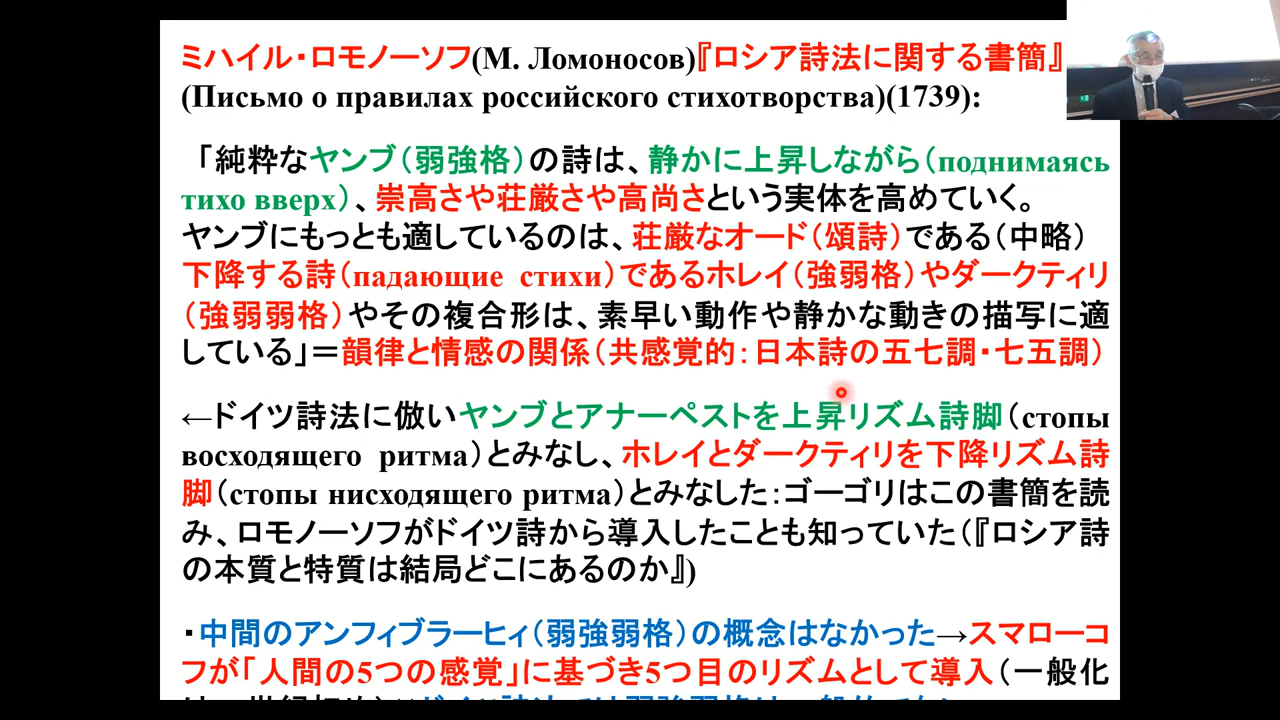 ミハイル・ロモノーソフ(М. Ломоносов)『ロシア詩法に関する書簡』
(Письмо о правилах российского стихотворства)(1739):
「純粋なヤンブ（弱強格）の詩は、静かに上昇しながら（поднимаясь
тихо вверх）、崇高さや荘厳さや高尚さという実体を高めていく。
ヤンブにもっとも適しているのは、荘厳なオード（頌詩）である（中略）
下降する詩（падающие стихи）であるホレイ（強弱格）やダークティリ
（強弱弱格）やその複合形は、素早い動作や静かな動きの描写に適
している」＝韻律と情感の関係（共感覚的：日本詩の五七調・七五調）
←ドイツ詩法に倣いヤンブとアナーペストを上昇リズム詩脚（стопы
восходящего ритма）とみなし、ホレイとダークティリを下降リズム詩
脚（стопы нисходящего ритма）とみなした：ゴーゴリはこの書簡を読
み、ロモノーソフがドイツ詩から導入したことも知っていた（『ロシア詩
の本質と特質は結局どこにあるのか』)
・中間のアンフィブラーヒィ（弱強弱格）の概念はなかった→スマローコ
フが「人間の5つの感覚」に基づき5つ目のリズムとして導入（一般化